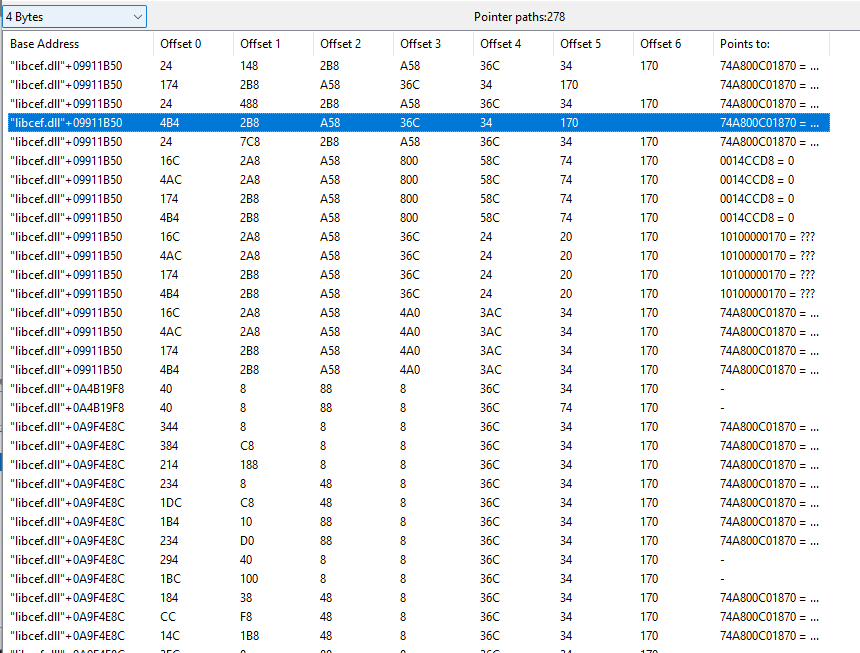 4 Bytes Pointer paths:278
Base Address Offset 0 Offset 1 Offset 2 Offset 3 Offset 4 Offset 5 Offset 6 Points to:
"libcef.dll"+09911B50 24 148 2B8 A58 36C 34 170 74A800C01870 = ...
"libcef.dll"+09911B50 174 2B8 A58 36C 34 170 74A800C01870 = ...
"libcef.dll"+09911B50 24 488 2B8 A58 36C 34 170 74A800C01870 = ...
"libcef.dll"+09911B50 4B4 2B8 A58 36C 34 170 74A800C01870 = ...
"libcef.dll"+09911B50 24 7C8 2B8 A58 36C 34 170 74A800C01870 = ...
"libcef.dll"+09911B50 16C 2A8 A58 800 58C 74 170 0014CCD8 = 0
"libcef.dll"+09911B50 4AC 2A8 A58 800 58C 74 170 0014CCD8 = 0
"libcef.dll"+09911B50 174 2B8 A58 800 58C 74 170 0014CCD8 = 0
"libcef.dll"+09911B50 4B4 2B8 A58 800 58C 74 170 0014CCD8 = 0
"libcef.dll"+09911B50 16C 2A8 A58 36C 24 20 170 10100000170 = ???
"libcef.dll"+09911B50 4AC 2A8 A58 36C 24 20 170 10100000170 = ???
"libcef.dll"+09911B50 174 2B8 A58 36C 24 20 170 10100000170 = ???
"libcef.dll"+09911B50 4B4 2B8 A58 36C 24 20 170 10100000170 = ???
"libcef.dll"+09911B50 16C 2A8 A58 4A0 3AC 34 170 74A800C01870 = ...
"libcef.dll"+09911B50 4AC 2A8 A58 4A0 3AC 34 170 74A800C01870 = ...
"libcef.dll"+09911B50 174 2B8 A58 4A0 3AC 34 170 74A800C01870 = ...
"libcef.dll"+09911B50 4B4 2B8 A58 4A0 3AC 34 170 74A800C01870 = ...
"libcef.dll"+0A4B19F8 40 8 88 8 36C 34 170 -
"libcef.dll"+0A4B19F8 40 8 88 8 36C 74 170 -
"libcef.dll"+0A9F4E8C 344 8 8 8 36C 34 170 74A800C01870 = ...
"libcef.dll"+0A9F4E8C 384 C8 8 8 36C 34 170 74A800C01870 = ...
"libcef.dll"+0A9F4E8C 214 188 8 8 36C 34 170 74A800C01870 = ...
"libcef.dll"+0A9F4E8C 234 8 48 8 36C 34 170 74A800C01870 = ...
"libcef.dll"+0A9F4E8C 1DC C8 48 8 36C 34 170 74A800C01870 = ...
"libcef.dll"+0A9F4E8C 1B4 10 88 8 36C 34 170 74A800C01870 = ...
"libcef.dll"+0A9F4E8C 234 D0 88 8 36C 34 170 74A800C01870 = ...
"libcef.dll"+0A9F4E8C 294 40 8 8 36C 34 170 -
"libcef.dll"+0A9F4E8C 1BC 100 8 8 36C 34 170 -
"libcef.dll"+0A9F4E8C 184 38 48 8 36C 34 170 74A800C01870 = ...
"libcef.dll"+0A9F4E8C CC F8 48 8 36C 34 170 74A800C01870 = ...
"libcef.dll"+0A9F4E8C 14C 1B8 48 8 36C 34 170 74A800C01870 = ...